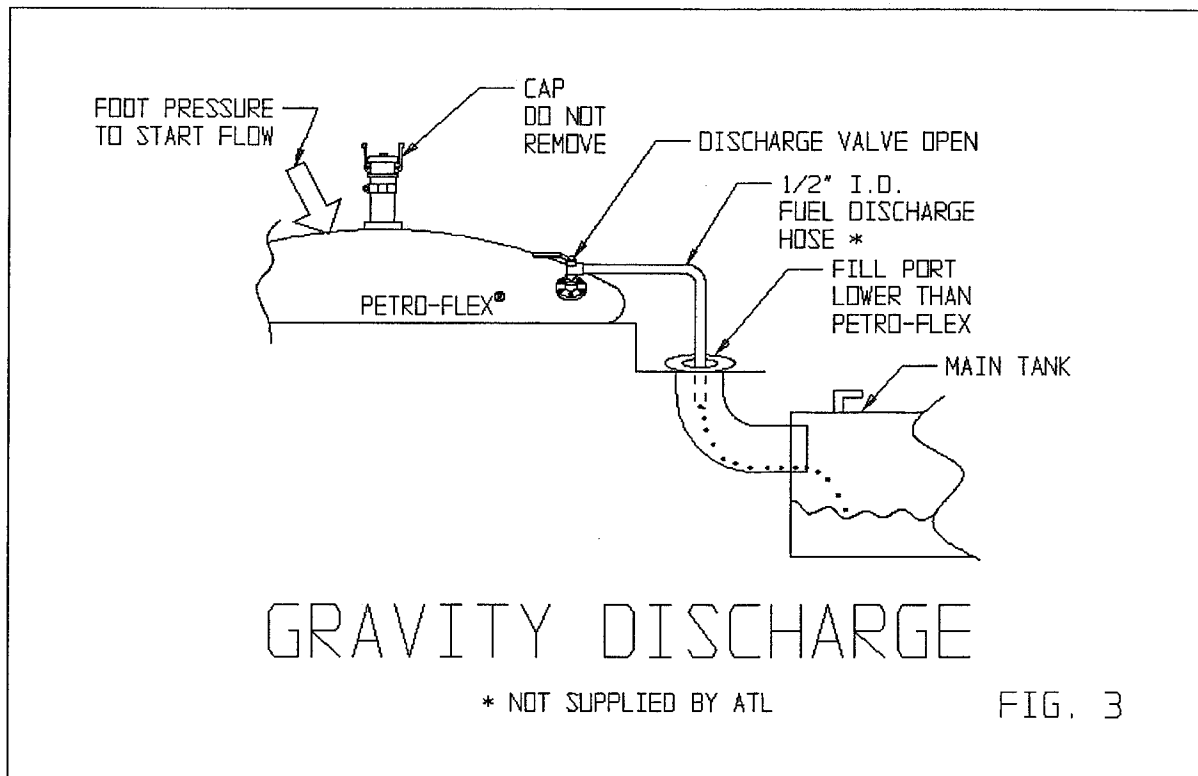 FOOT PRESSURE
TO START FLOW
CAP
DO NOT
REMOVE
DISCHARGE VALVE OPEN
1/2" I.D.
FUEL DISCHARGE
HOSE *
FILL PORT
LOWER THAN
PETRO-FLEX
PETRO-FLEX®
MAIN TANK
GRAVITY DISCHARGE
* NOT SUPPLIED BY ATL
FIG. 3